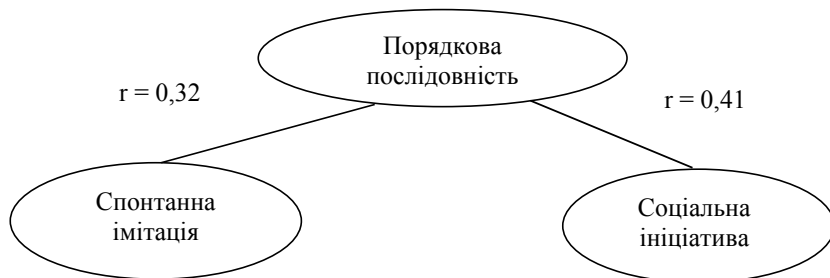 Порядкова
послідовність
r = 0,32
r = 0,41
Спонтанна
імітація
Соціальна
ініціатива